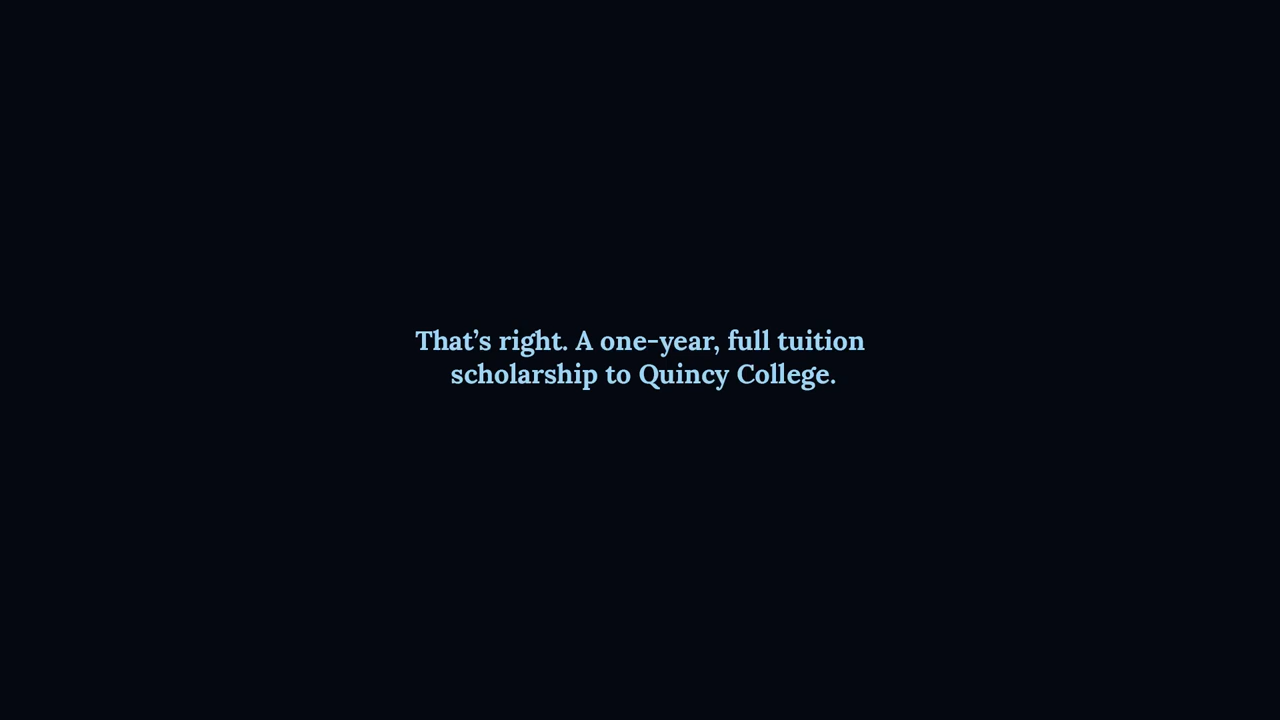 That’s right. A one-year, full tuition
scholarship to Quincy College.